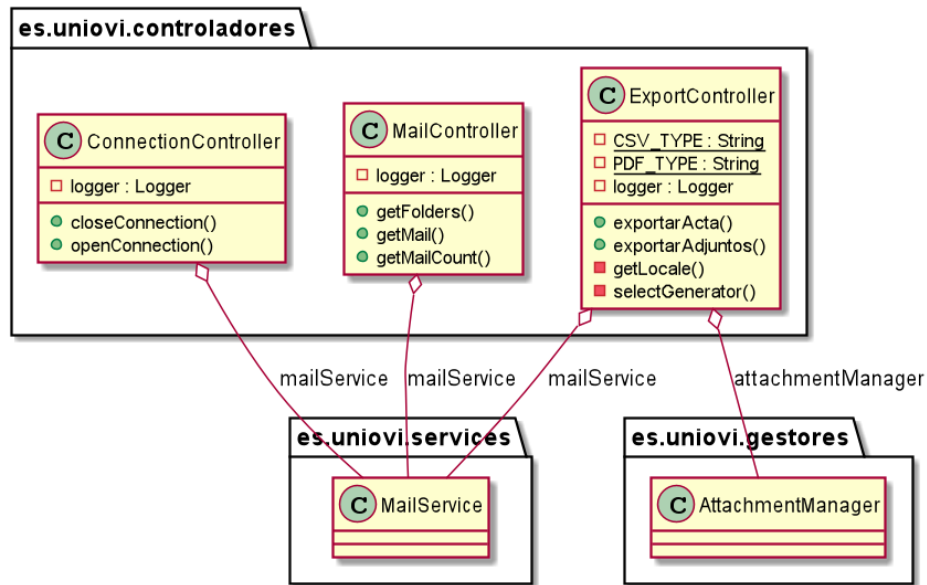 es.uniovi.controladores
C ExportController
CSV_TYPE : String
PDF_TYPE : String
logger : Logger
exportarActa()
exportarAdjuntos()
getLocale()
selectGenerator()
C MailController
logger : Logger
getFolders()
getMail()
getMailCount()
C ConnectionController
logger : Logger
closeConnection()
openConnection()
mailService
mailService
mailService
attachmentManager
es.uniovi.services
C MailService
es.uniovi.gestores
C AttachmentManager